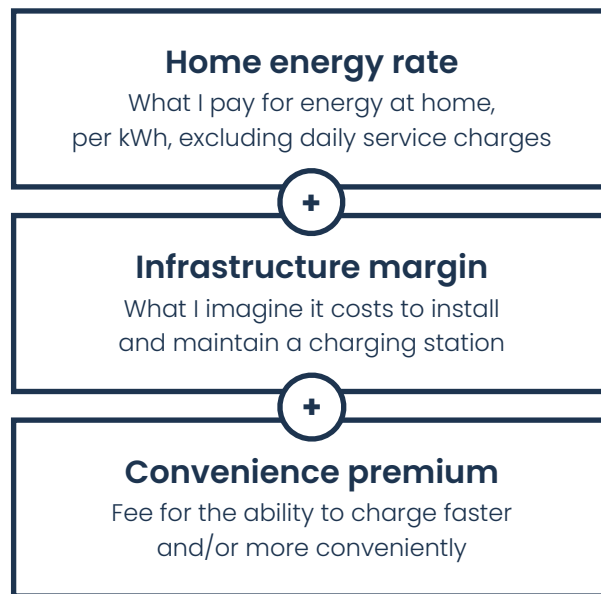 Home energy rate
What I pay for energy at home,
per kWh, excluding daily service charges
+
Infrastructure margin
What I imagine it costs to install
and maintain a charging station
+
Convenience premium
Fee for the ability to charge faster
and/or more conveniently